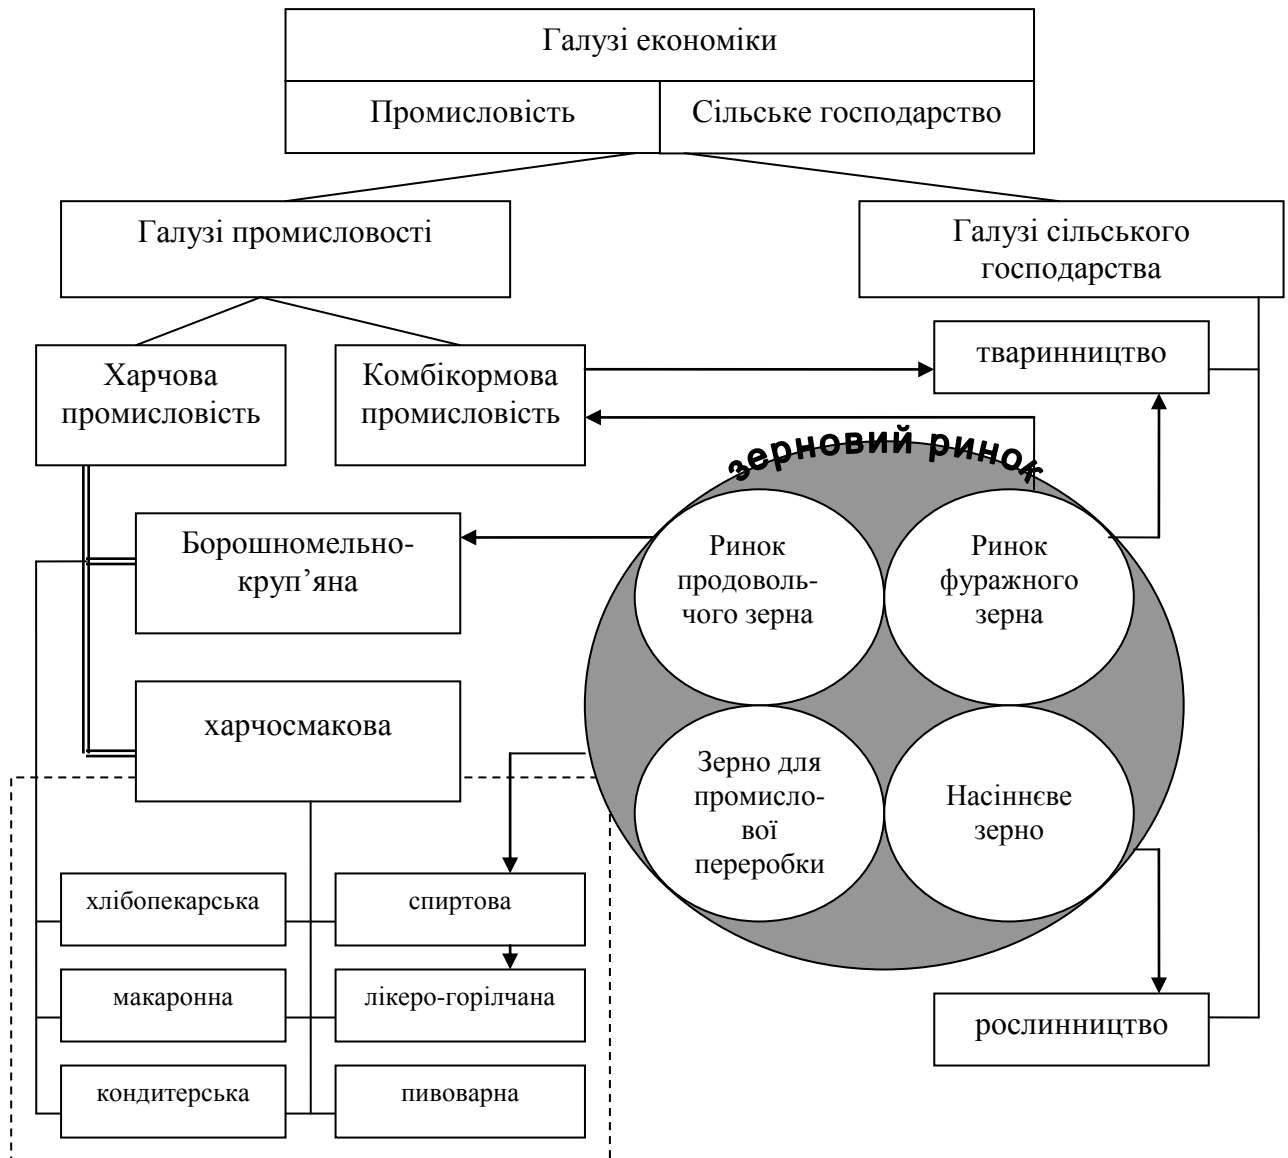 Галузі економіки
Промисловість
Сільське господарство
Галузі промисловості
Галузі сільського
господарства
Харчова
промисловість
Комбікормова
промисловість
тваринництво
зерновий ринок
Борошномельно-
круп’яна
Ринок
продоволь-
чого зерна
Ринок
фуражного
зерна
харчосмакова
Зерно для
промисло-
вої
переробки
Насіннєве
зерно
хлібопекарська
спиртова
макаронна
лікеро-горілчана
рослинництво
кондитерська
пивоварна